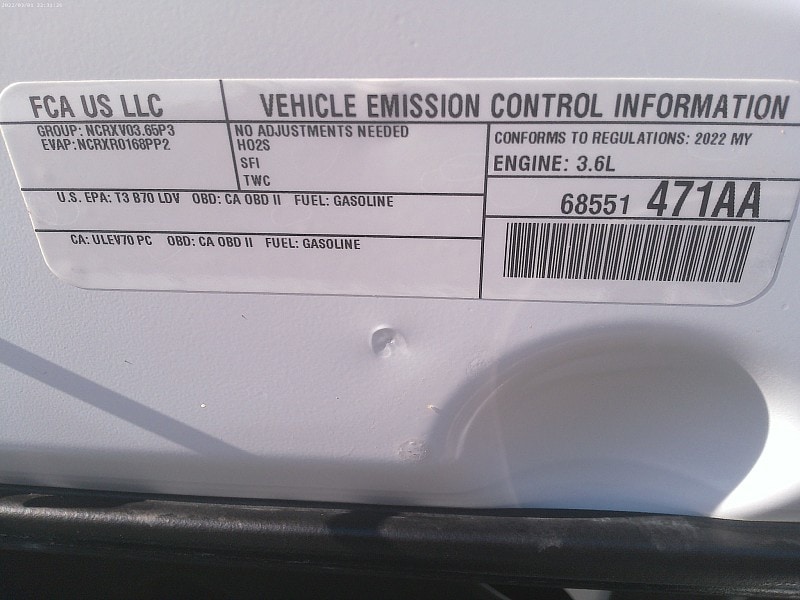 FCA US LLC
VEHICLE EMISSION CONTROL INFORMATION
GROUP: NCRXV03.65P3
EVAP: NCRXR0168PP2
NO ADJUSTMENTS NEEDED
HO2S
SFI
TWC
CONFORMS TO REGULATIONS: 2022 MY
ENGINE: 3.6L
U.S. EPA: T3 B70 LDV OBD: CA OBD II FUEL: GASOLINE
68551 471AA
CA: ULEV70 PC OBD: CA OBD II FUEL: GASOLINE